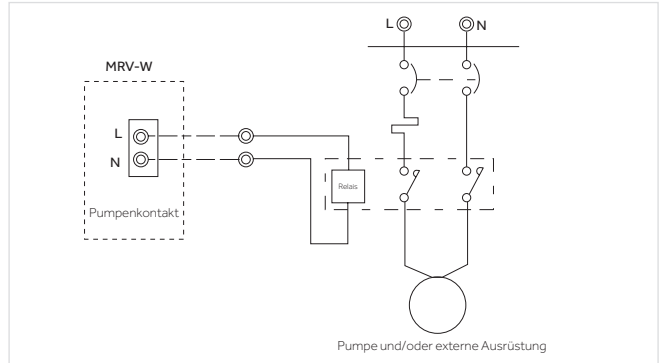 L N
MRV-W
L
N
Relais
Pumpenkontakt
Pumpe und/oder externe Ausrüstung